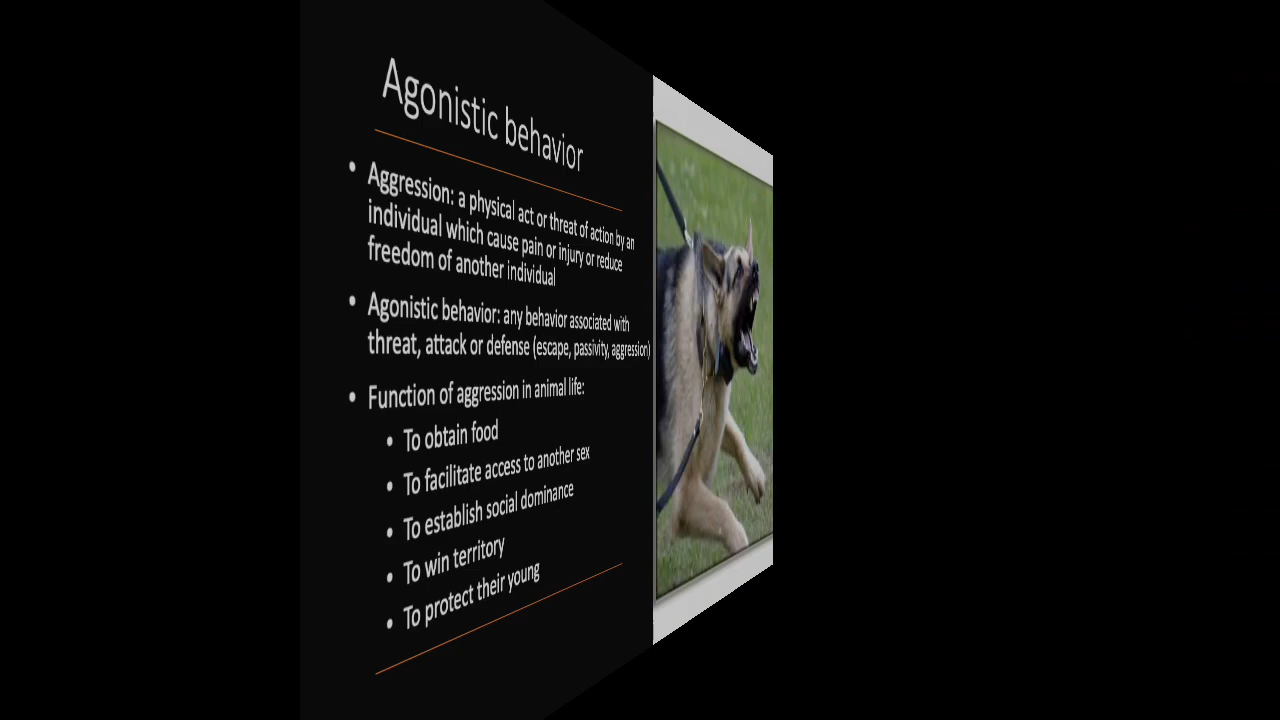 Agonistic behavior
• Aggression: a physical act or threat of action by an
individual which cause pain or injury or reduce
freedom of another individual
• Agonistic behavior: any behavior associated with
threat, attack or defense (escape, passivity, aggression)
• Function of aggression in animal life:
• To obtain food
• To facilitate access to another sex
• To establish social dominance
• To win territory
• To protect their young